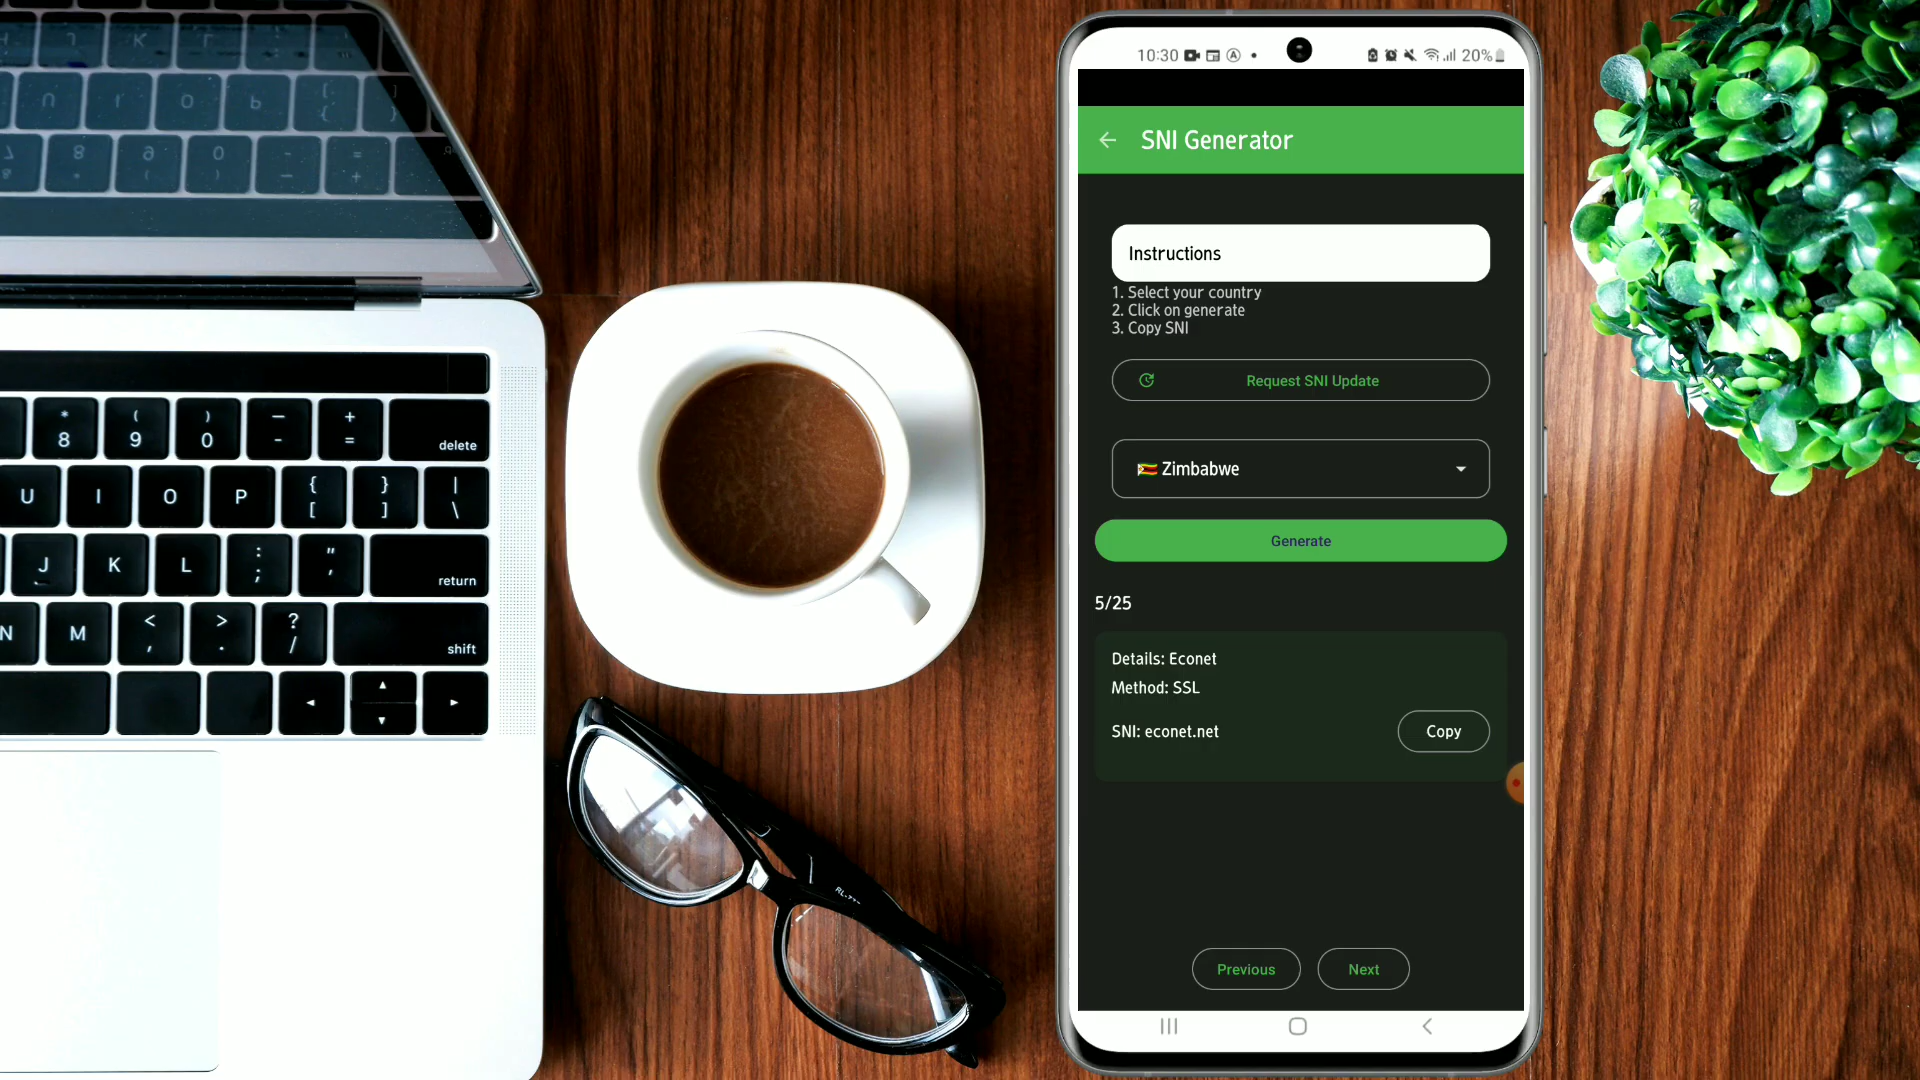 10:30
20%
SNI Generator
Instructions
1. Select your country
2. Click on generate
3. Copy SNI
Request SNI Update
Zimbabwe
Generate
5/25
Details: Econet
Method: SSL
SNI: econet.net
Copy
Previous
Next
* ( ) — +
8 9 0 - =
delete
U I O P { [ } ] | \
J K L : ; " ,
return
N M < , > . ? /
shift